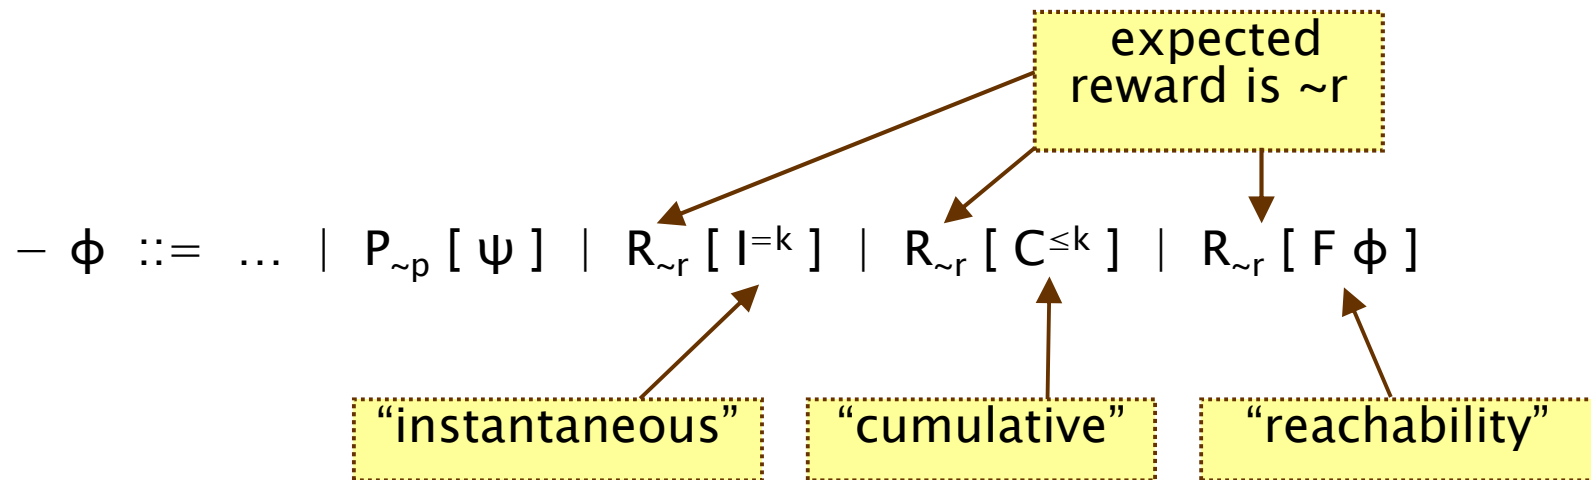 expected
reward is ~r
– ϕ ::= … | P~p [ ψ ] | R~r [ I=k ] | R~r [ C≤k ] | R~r [ F ϕ ]
“instantaneous”
“cumulative”
“reachability”